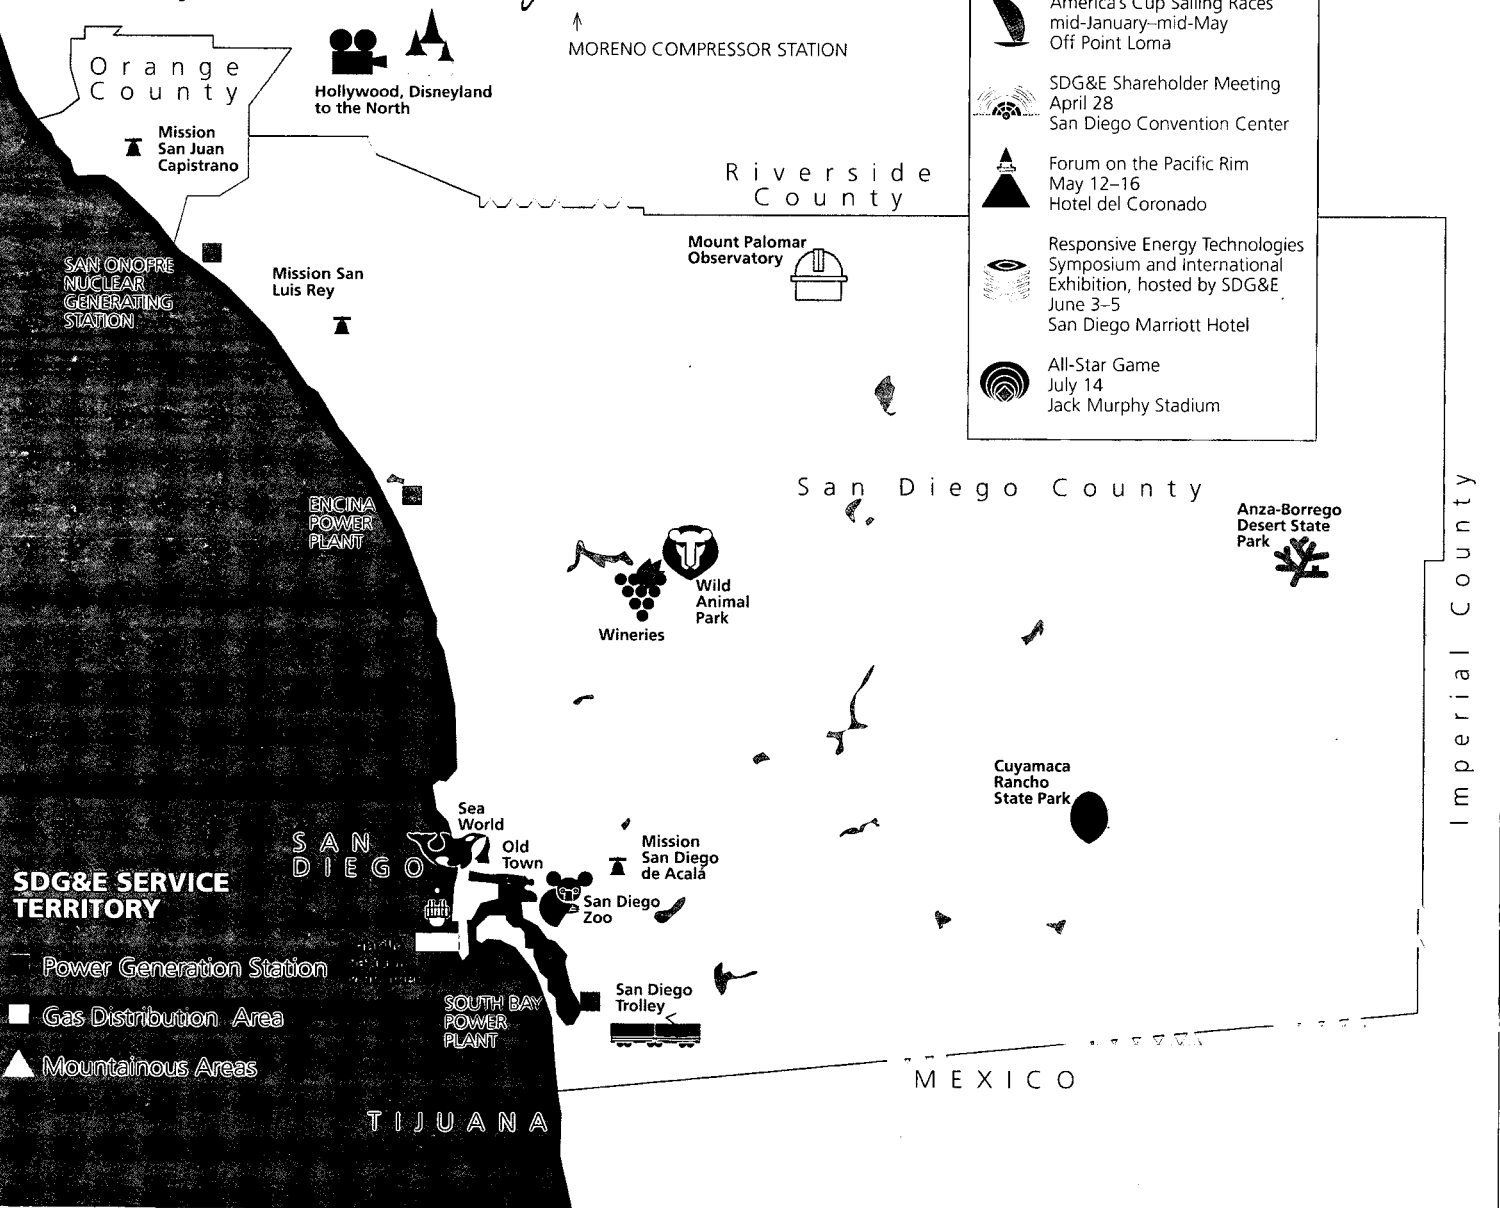 MORENO COMPRESSOR STATION
Orange
County
Hollywood, Disneyland
to the North
Mission
San Juan
Capistrano
Riverside
County
America's Cup Sailing Races
mid-January–mid-May
Off Point Loma
SDG&E Shareholder Meeting
April 28
San Diego Convention Center
Forum on the Pacific Rim
May 12–16
Hotel del Coronado
Responsive Energy Technologies
Symposium and International
Exhibition, hosted by SDG&E
June 3–5
San Diego Marriott Hotel
All-Star Game
July 14
Jack Murphy Stadium
Mount Palomar
Observatory
SAN ONOFRE
NUCLEAR
GENERATING
STATION
Mission San
Luis Rey
San Diego County
Imperial County
ENCINA
POWER
PLANT
Anza-Borrego
Desert State
Park
Wild
Animal
Park
Wineries
Cuyamaca
Rancho
State Park
Sea
World
Old
Town
SAN
DIEGO
Mission
San Diego
de Acalá
San Diego
Zoo
SDG&E SERVICE
TERRITORY
Power Generation Station
Gas Distribution Area
Mountainous Areas
SOUTH BAY
POWER
PLANT
San Diego
Trolley
MEXICO
TIJUANA